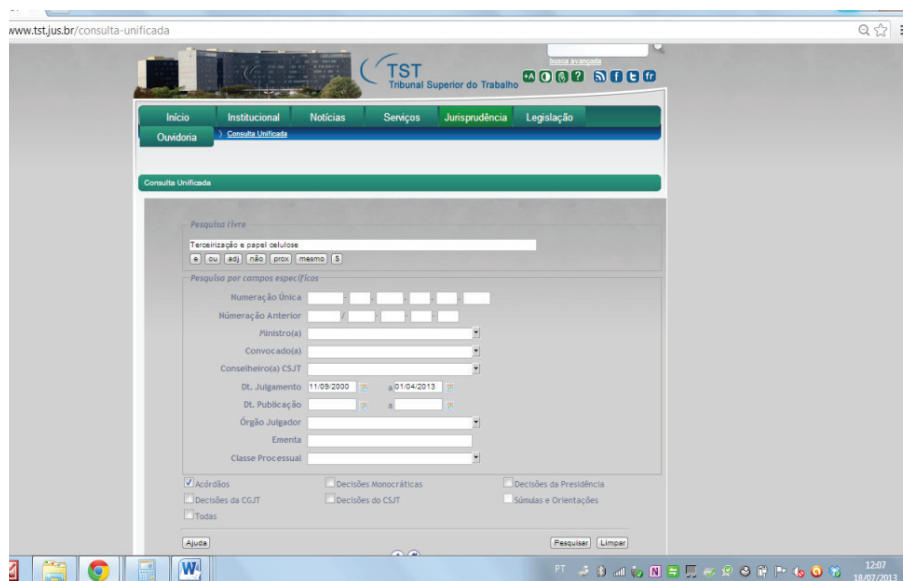 www.tst.jus.br/consulta-unificada
busca avançada
TST
Tribunal Superior do Trabalho
Início Institucional Notícias Serviços Jurisprudência Legislação
Ouvidoria Consulta Unificada
Consulta Unificada
Pesquisa livre
Terceirização e papel celulose
e ou adj não prox mesmo $
Pesquisa por campos específicos
Numeração Única - . . . .
Númeração Anterior / - - -
Ministro(a)
Convocado(a)
Conselheiro(a) CSJT
Dt. Julgamento 11/09/2000 a 01/04/2013
Dt. Publicação a
Órgão Julgador
Ementa
Classe Processual
Acórdãos Decisões Monocráticas Decisões da Presidência
Decisões da CGJT Decisões do CSJT Súmulas e Orientações
Todas
Ajuda Pesquisar Limpar
PT 12:07
18/07/2013